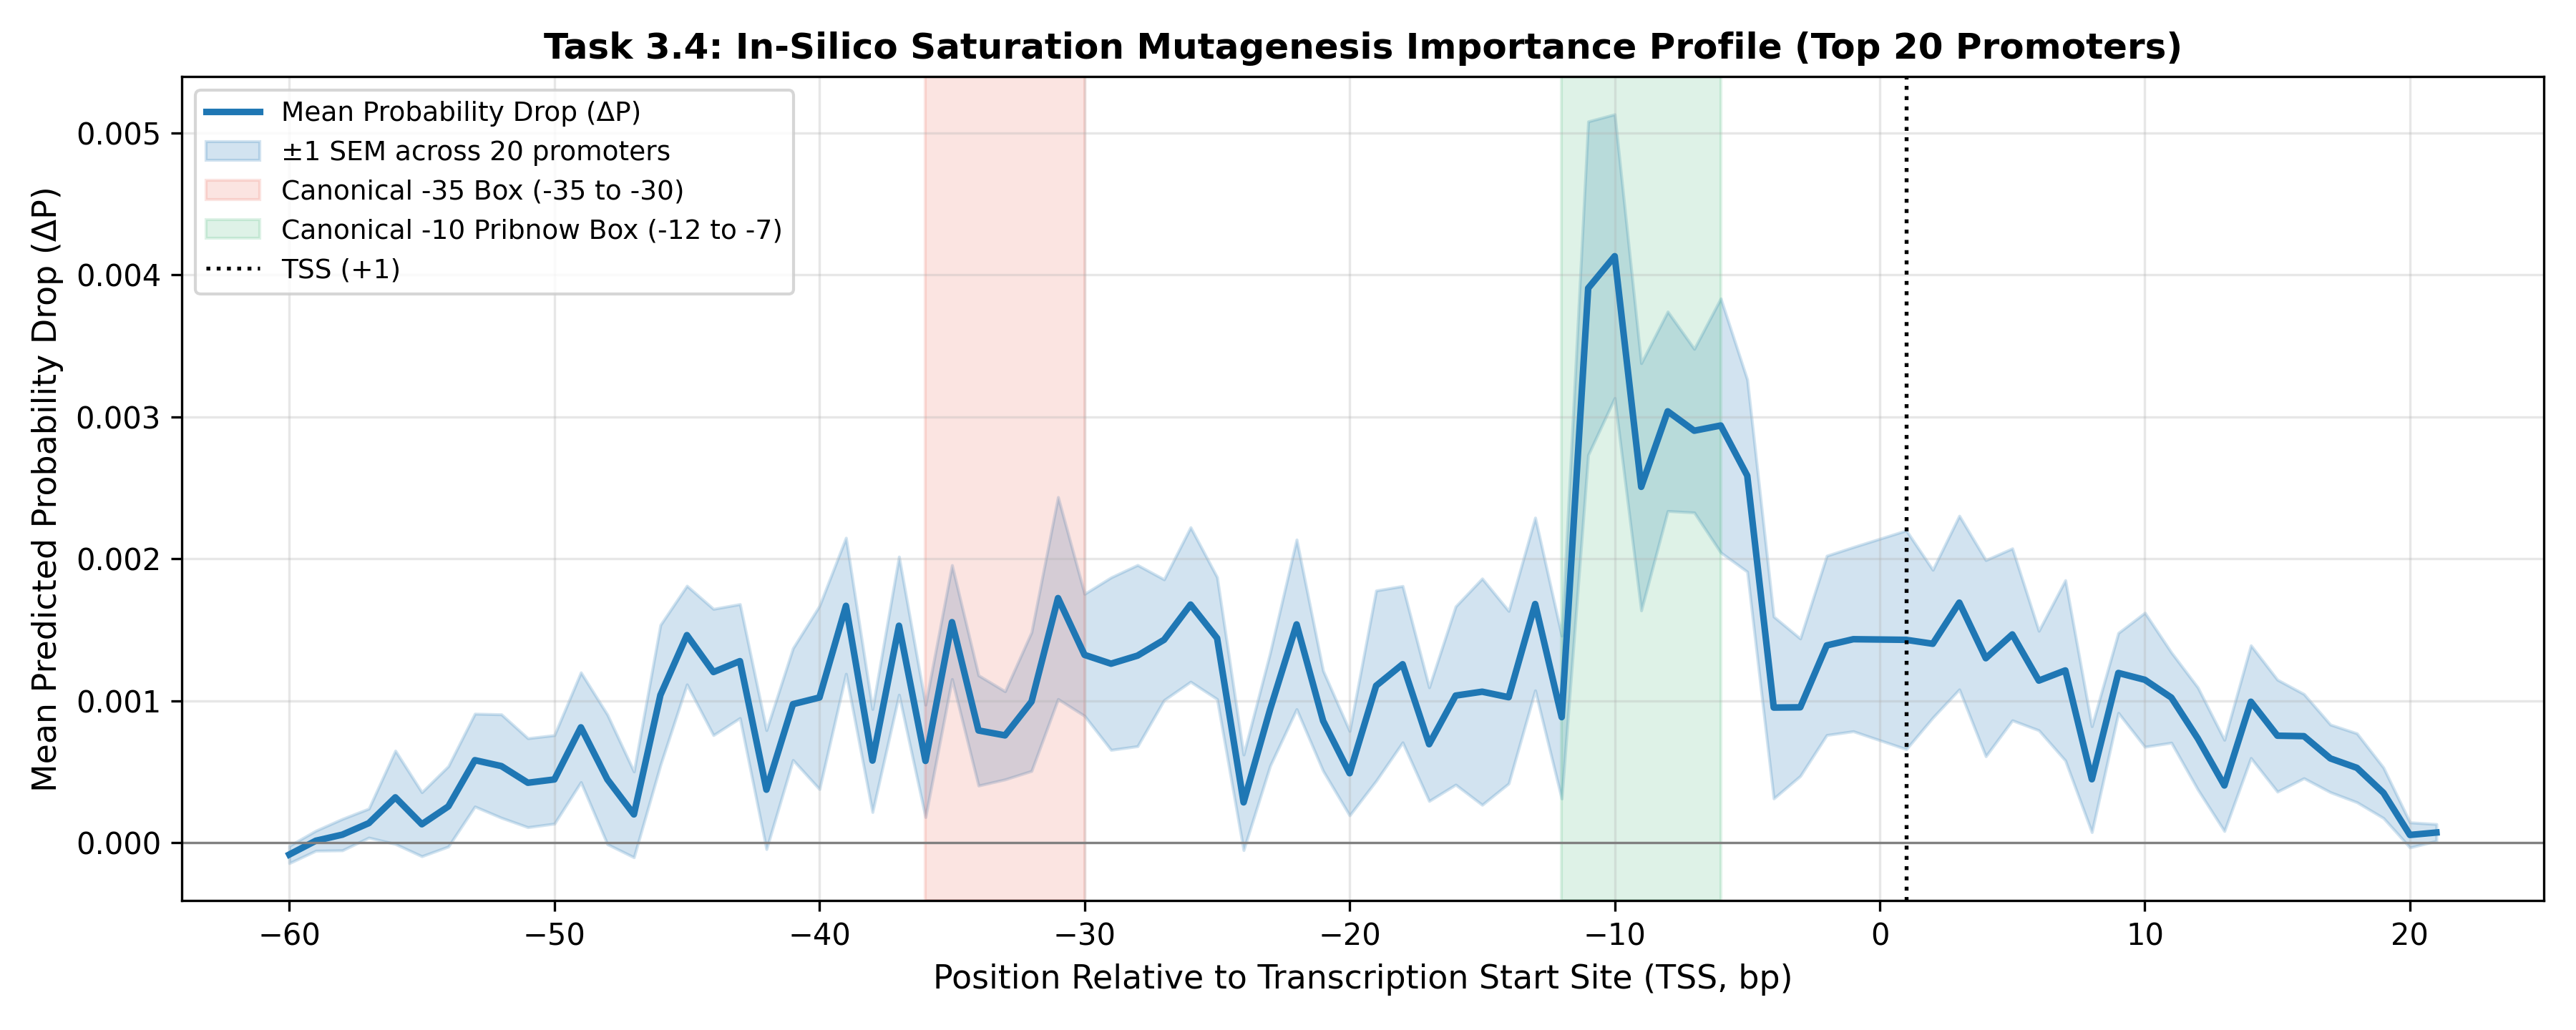 Task 3.4: In-Silico Saturation Mutagenesis Importance Profile (Top 20 Promoters)
Mean Probability Drop (ΔP)
±1 SEM across 20 promoters
Canonical -35 Box (-35 to -30)
Canonical -10 Pribnow Box (-12 to -7)
TSS (+1)
Mean Predicted Probability Drop (ΔP)
0.005
0.004
0.003
0.002
0.001
0.000
−60 −50 −40 −30 −20 −10 0 10 20
Position Relative to Transcription Start Site (TSS, bp)